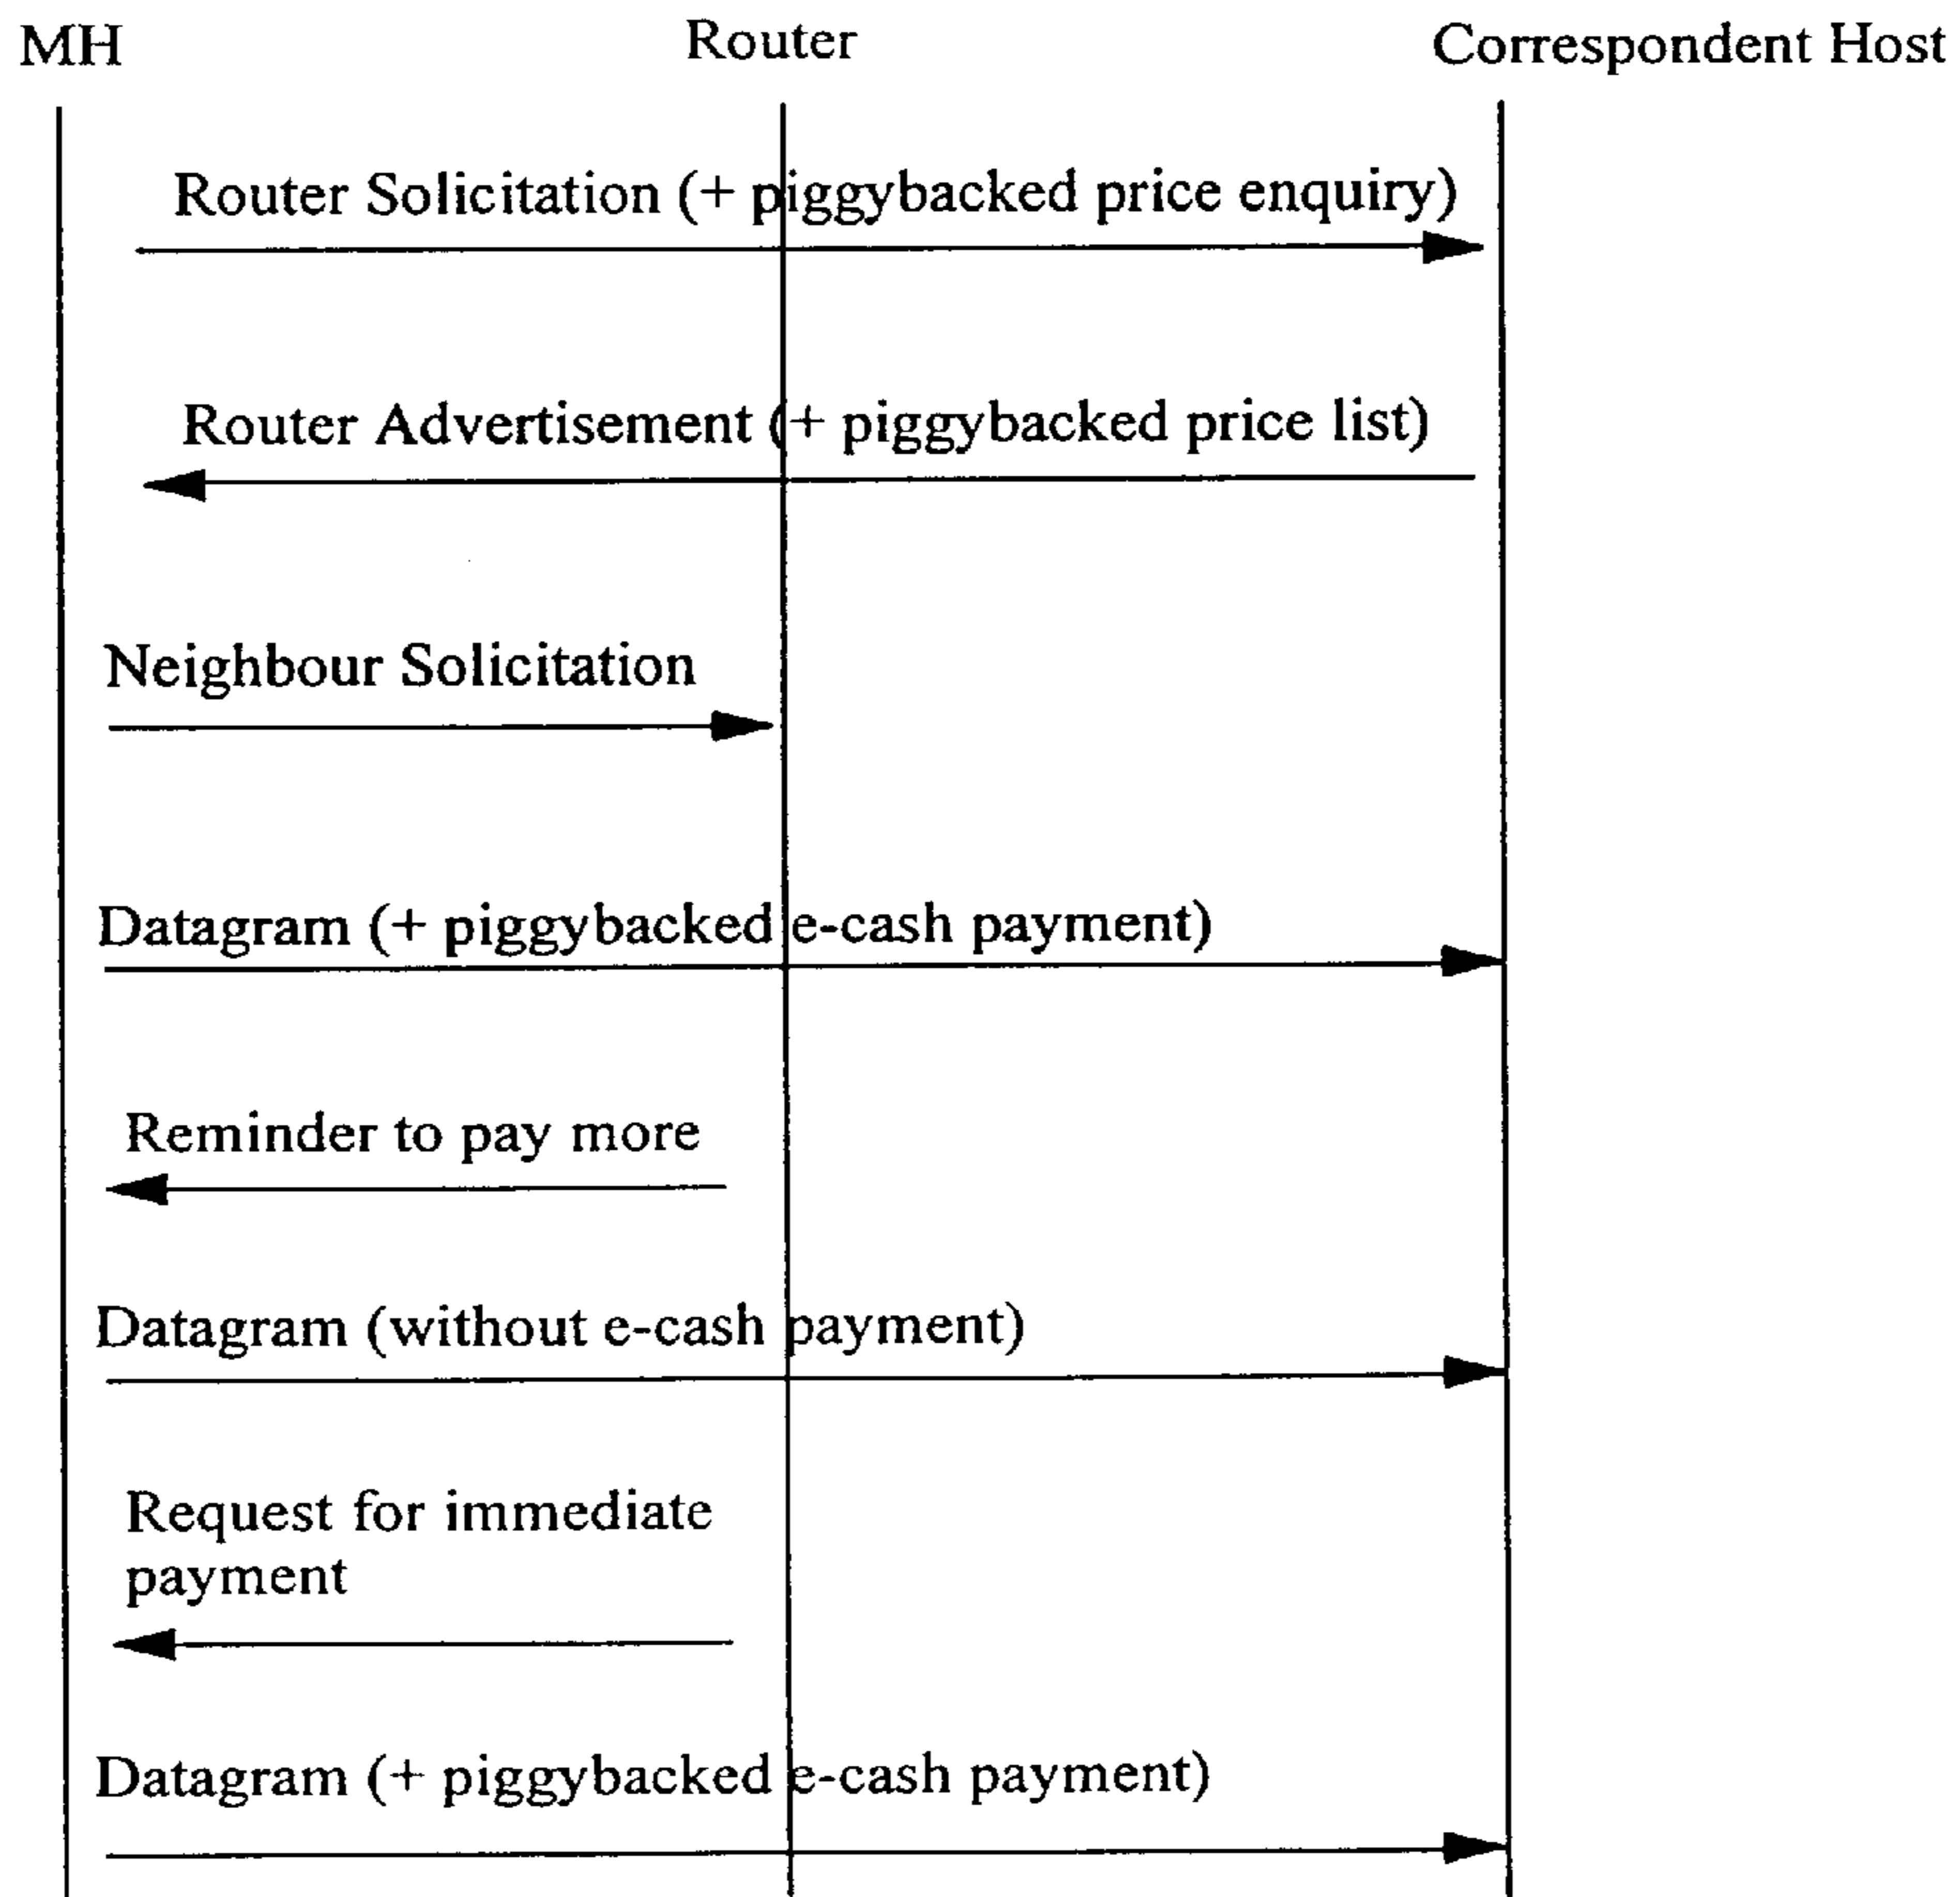 MH
Router
Correspondent Host
Router Solicitation (+ piggybacked price enquiry)
Router Advertisement (+ piggybacked price list)
Neighbour Solicitation
Datagram (+ piggybacked e-cash payment)
Reminder to pay more
Datagram (without e-cash payment)
Request for immediate
payment
Datagram (+ piggybacked e-cash payment)